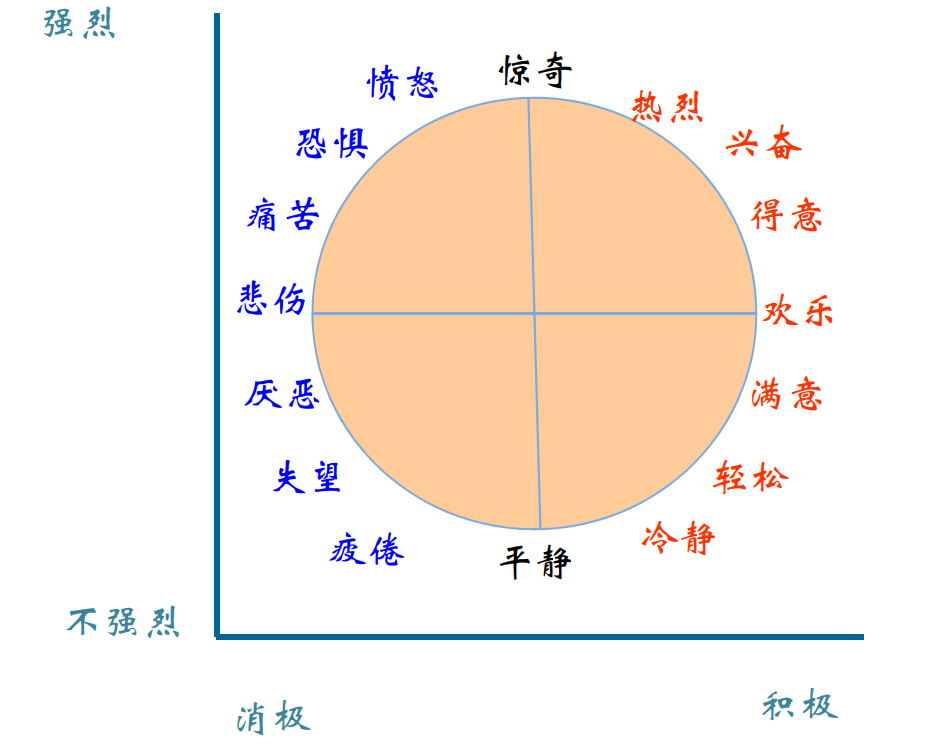 强烈
惊奇
愤怒
热烈
恐惧
兴奋
痛苦
得意
悲伤
欢乐
厌恶
满意
失望
轻松
疲倦
冷静
平静
不强烈
消极
积极